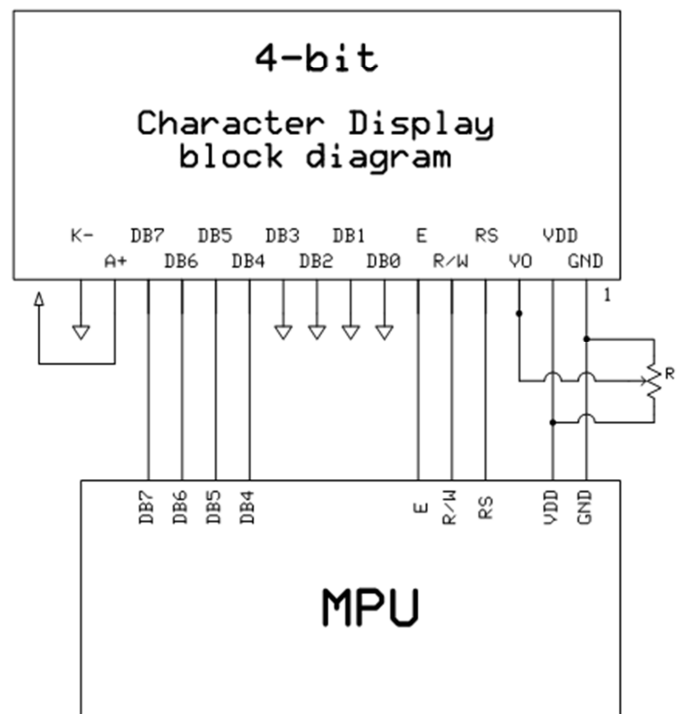 4-bit
Character Display
block diagram
K- DB7 DB5 DB3 DB1 E RS VDD
A+ DB6 DB4 DB2 DB0 R/W VO GND
1
R
DB7 DB6 DB5 DB4 E R/W RS VDD GND
MPU